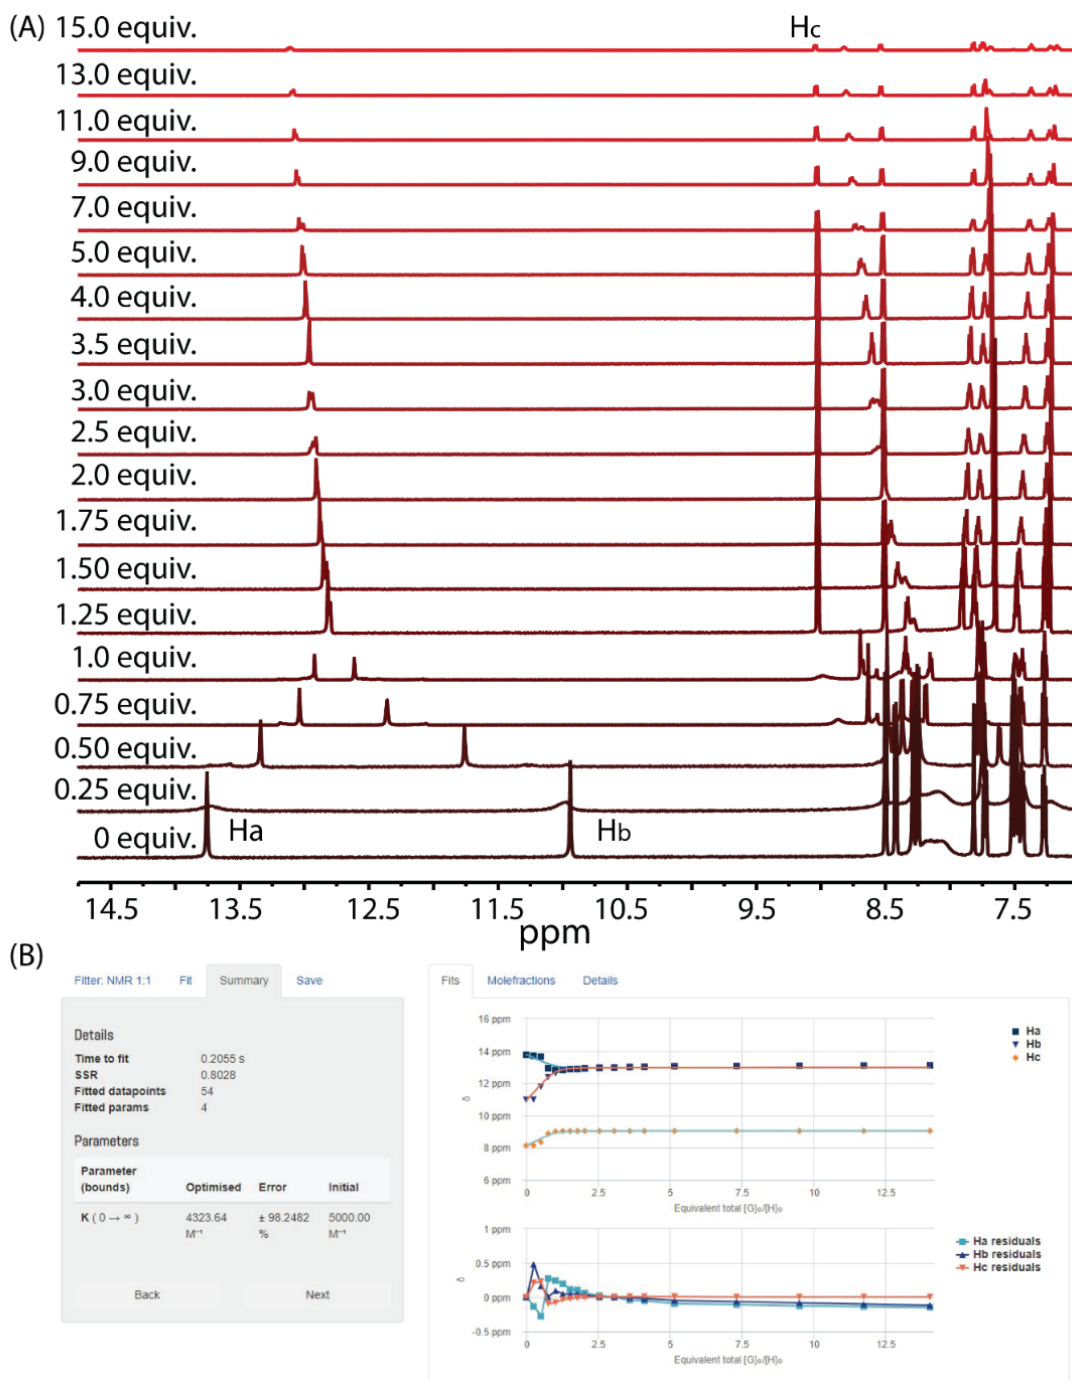 (A) 15.0 equiv.
Hc
13.0 equiv.
11.0 equiv.
9.0 equiv.
7.0 equiv.
5.0 equiv.
4.0 equiv.
3.5 equiv.
3.0 equiv.
2.5 equiv.
2.0 equiv.
1.75 equiv.
1.50 equiv.
1.25 equiv.
1.0 equiv.
0.75 equiv.
0.50 equiv.
0.25 equiv.
0 equiv. Ha Hb
14.5 13.5 12.5 11.5 10.5 9.5 8.5 7.5
ppm
(B)
Fitter: NMR 1:1 Fit Summary Save
Details
Time to fit 0.2055 s
SSR 0.8028
Fitted datapoints 54
Fitted params 4
Parameters
Parameter (bounds) Optimised Error Initial
K ( 0 → ∞ ) 4323.64 M⁻¹ ± 98.2482 % 5000.00 M⁻¹
Back Next
Fits Molefractions Details
16 ppm
14 ppm
12 ppm
10 ppm
8 ppm
6 ppm
δ
Ha
Hb
Hc
0 2.5 5 7.5 10 12.5
Equivalent total [G]₀/[H]₀
1 ppm
0.5 ppm
0 ppm
-0.5 ppm
δ
Ha residuals
Hb residuals
Hc residuals
0 2.5 5 7.5 10 12.5
Equivalent total [G]₀/[H]₀